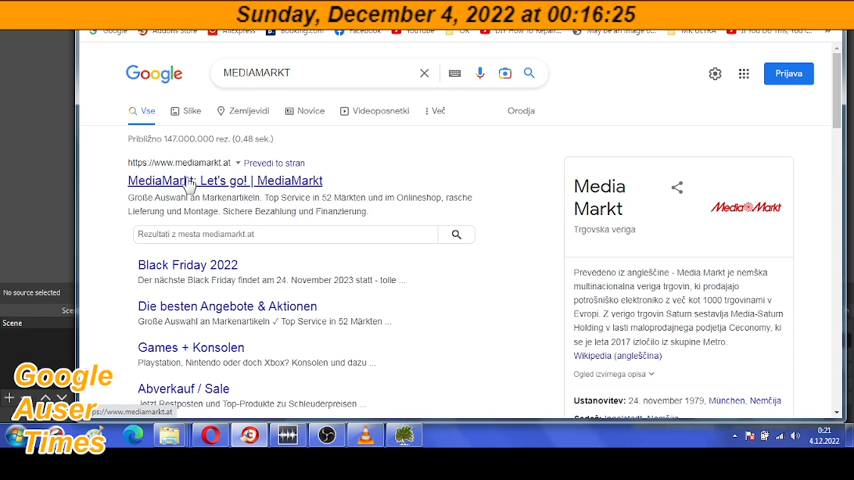 Sunday, December 4, 2022 at 00:16:25
Google
Addons Store
AliExpress
Booking.com
Facebook
YouTube
OK
DIY How To Repair...
May be an image o...
MK ULTRA
If You Do This, You'...
Google
MEDIAMARKT
Prijava
Vse
Slike
Zemljevidi
Novice
Videoposnetki
Več
Orodja
Približno 147.000.000 rez. (0,48 sek.)
https://www.mediamarkt.at
Prevedi to stran
MediaMarkt: Let's go! | MediaMarkt
Große Auswahl an Markenartikeln. Top Service in 52 Märkten und im Onlineshop, rasche
Lieferung und Montage. Sichere Bezahlung und Finanzierung.
Rezultati z mesta mediamarkt.at
Black Friday 2022
Der nächste Black Friday findet am 24. November 2023 statt - tolle ...
Die besten Angebote & Aktionen
Große Auswahl an Markenartikeln ✓ Top Service in 52 Märkten ...
Games + Konsolen
Playstation, Nintendo oder doch Xbox? Konsolen und dazu ...
Abverkauf / Sale
Jetzt Restposten und Top-Produkte zu Schleuderpreisen ...
Media
Markt
Trgovska veriga
Media Markt
Prevedeno iz angleščine - Media Markt je nemška
multinacionalna veriga trgovin, ki prodajajo
potrošniško elektroniko z več kot 1000 trgovinami v
Evropi. Z verigo trgovin Saturn sestavlja Media-Saturn
Holding v lasti maloprodajnega podjetja Ceconomy, ki
se je leta 2017 izločilo iz skupine Metro.
Wikipedia (angleščina)
Ogled izvirnega opisa
Ustanovitev: 24. november 1979, München, Nemčija
No source selected
Scene
Google
Auser
Times
ps://www.mediamarkt.at
0:21
4.12.2022